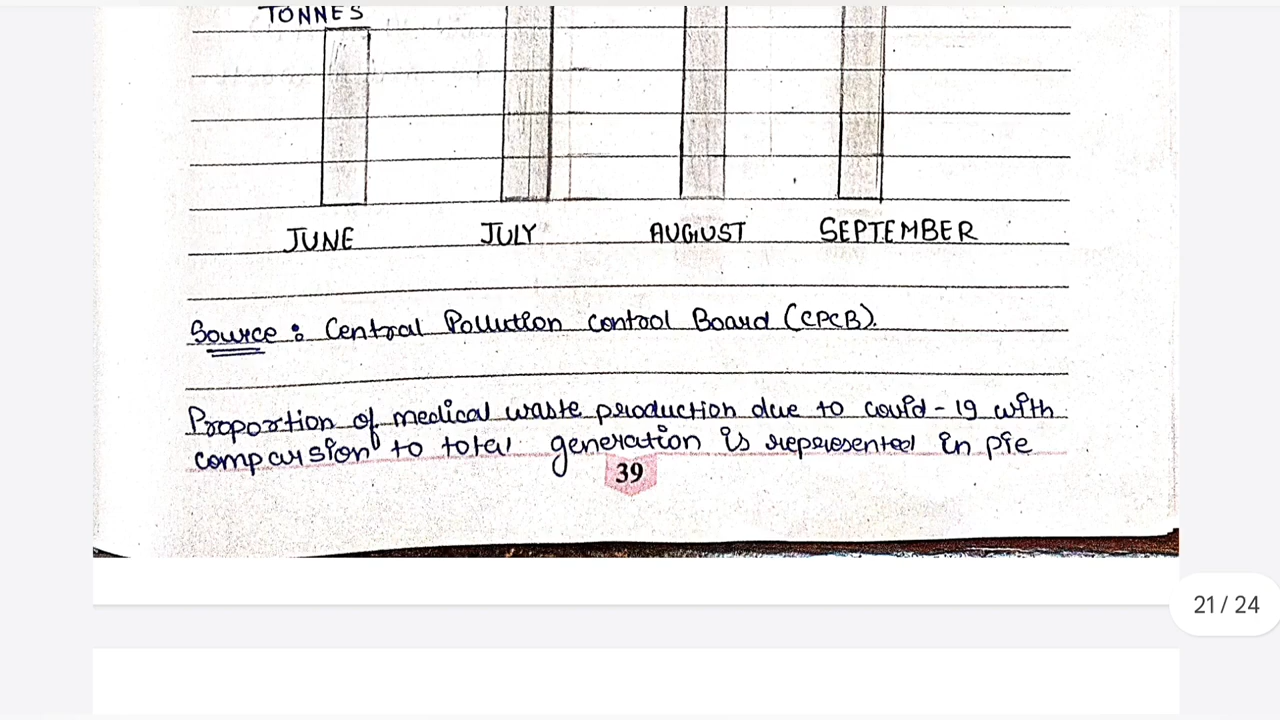 TONNES
JUNE JULY AUGUST SEPTEMBER
Source : Central Pollution Control Board (CPCB).
Proportion of medical waste production due to covid-19 with
comparsion to total generation is represented in pie
39
21 / 24